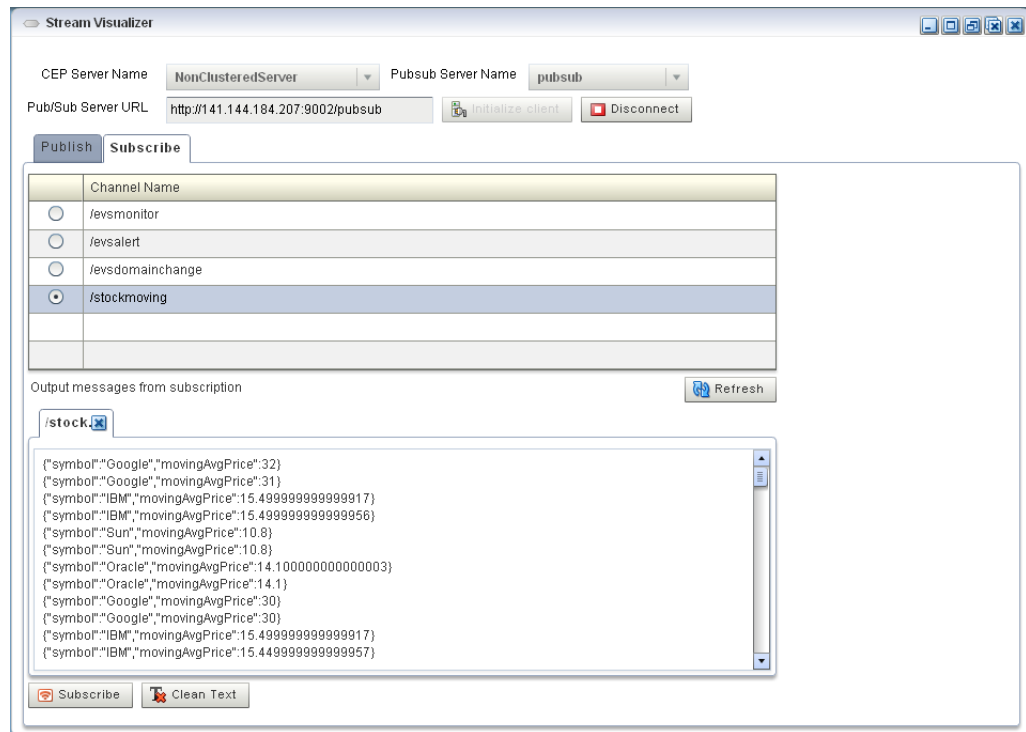 Stream Visualizer
CEP Server Name NonClusteredServer Pubsub Server Name pubsub
Pub/Sub Server URL http://141.144.184.207:9002/pubsub Initialize client Disconnect
Publish Subscribe
Channel Name
/evsmonitor
/evsalert
/evsdomainchange
/stockmoving
Output messages from subscription Refresh
/stock.
{"symbol":"Google","movingAvgPrice":32}
{"symbol":"Google","movingAvgPrice":31}
{"symbol":"IBM","movingAvgPrice":15.499999999999917}
{"symbol":"IBM","movingAvgPrice":15.499999999999956}
{"symbol":"Sun","movingAvgPrice":10.8}
{"symbol":"Sun","movingAvgPrice":10.8}
{"symbol":"Oracle","movingAvgPrice":14.100000000000003}
{"symbol":"Oracle","movingAvgPrice":14.1}
{"symbol":"Google","movingAvgPrice":30}
{"symbol":"Google","movingAvgPrice":30}
{"symbol":"IBM","movingAvgPrice":15.499999999999917}
{"symbol":"IBM","movingAvgPrice":15.449999999999957}
Subscribe Clean Text